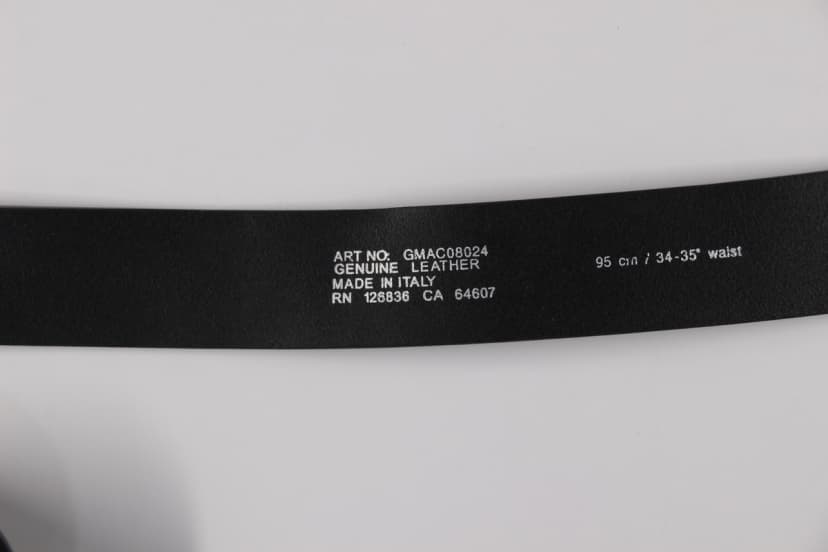 ART NO: GMAC08024
GENUINE LEATHER
MADE IN ITALY
RN 126836 CA 64607
95 cm / 34-35" waist